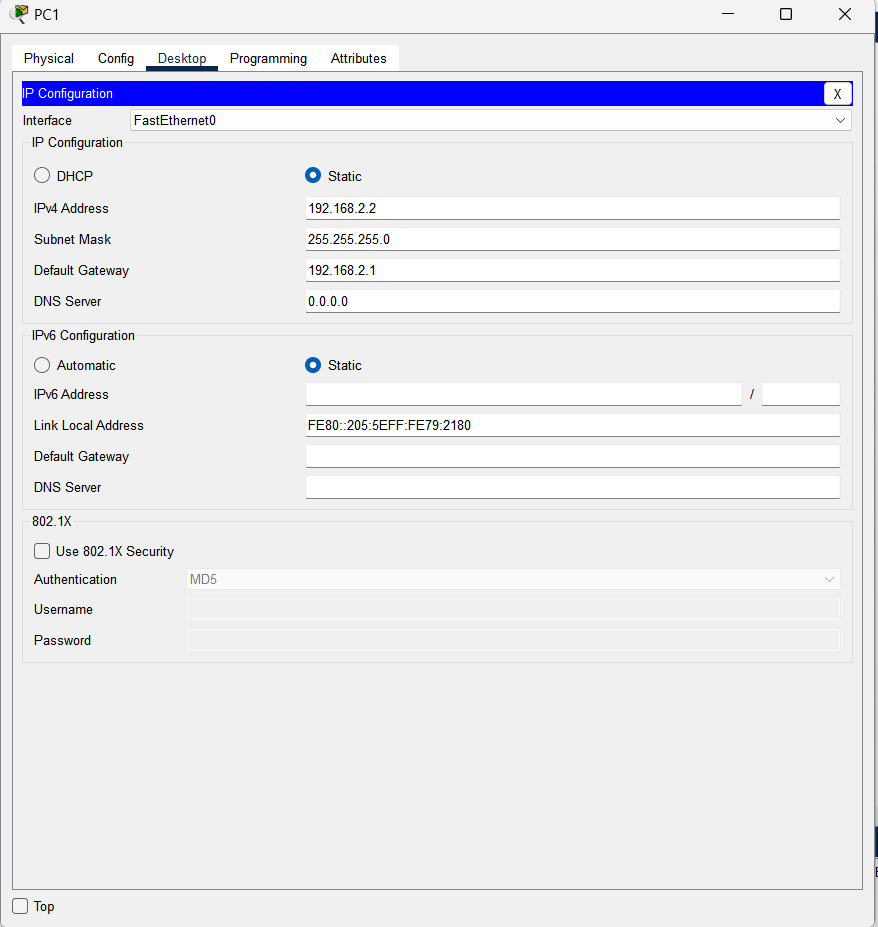 PC1
Physical Config Desktop Programming Attributes
IP Configuration X
Interface FastEthernet0
IP Configuration
DHCP Static
IPv4 Address 192.168.2.2
Subnet Mask 255.255.255.0
Default Gateway 192.168.2.1
DNS Server 0.0.0.0
IPv6 Configuration
Automatic Static
IPv6 Address /
Link Local Address FE80::205:5EFF:FE79:2180
Default Gateway
DNS Server
802.1X
Use 802.1X Security
Authentication MD5
Username
Password
Top